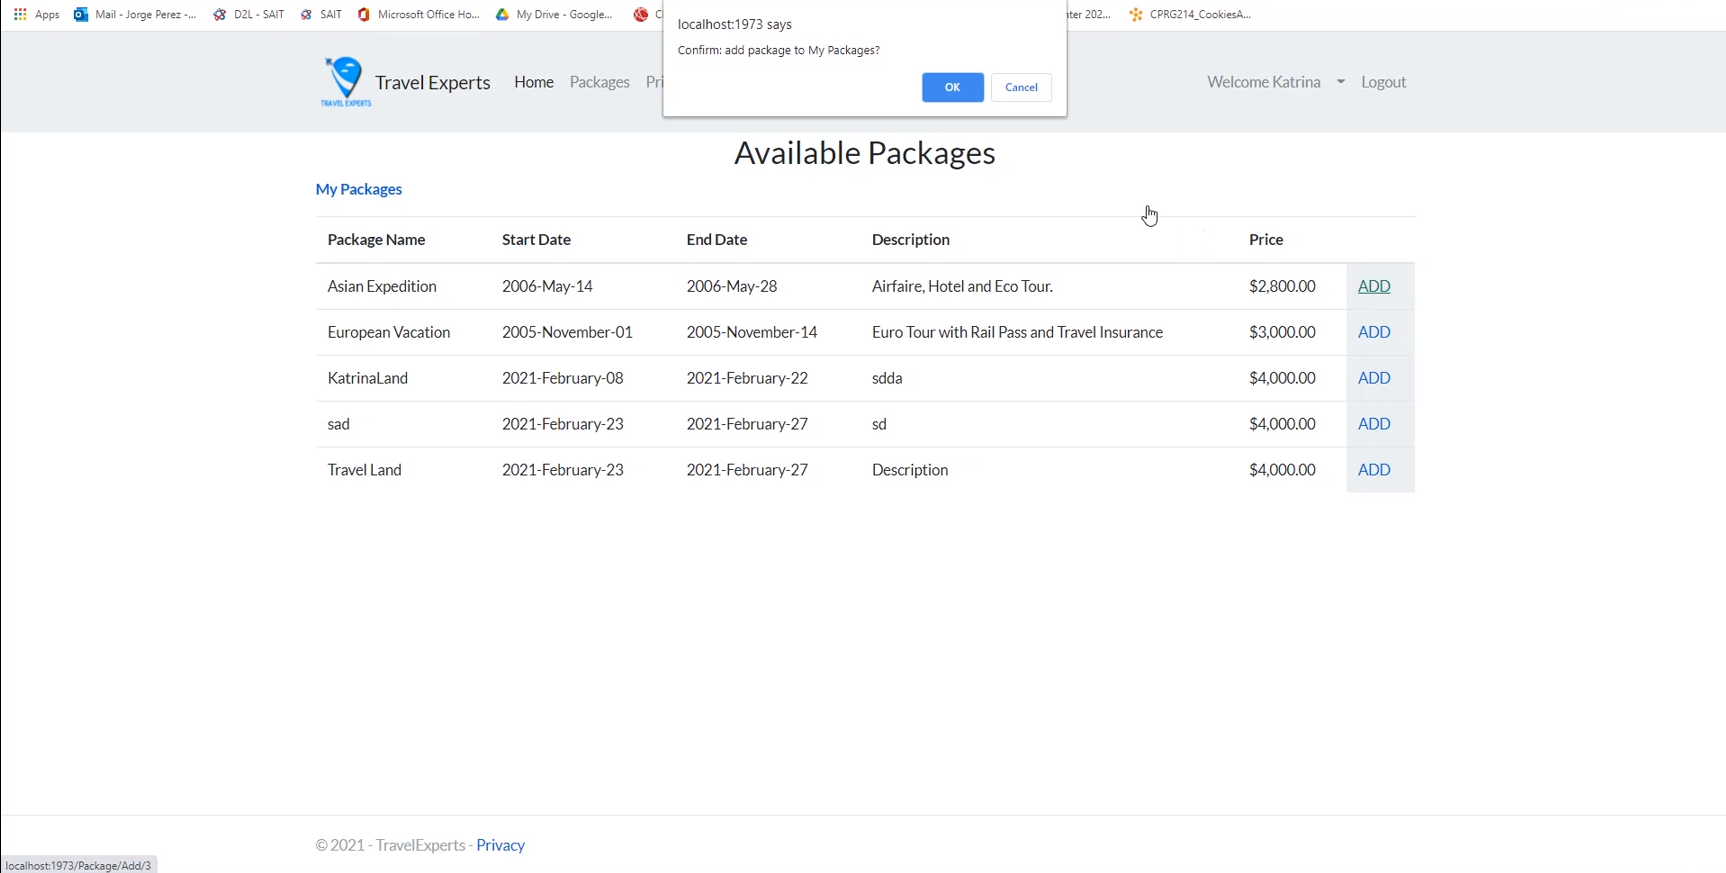 Apps Mail - Jorge Perez -... D2L - SAIT SAIT Microsoft Office Ho... My Drive - Google... C ter 202... CPRG214_CookiesA...
localhost:1973 says
Confirm: add package to My Packages?
OK Cancel
TRAVEL EXPERTS
Travel Experts Home Packages Pri Welcome Katrina Logout
Available Packages
My Packages
Package Name Start Date End Date Description Price
Asian Expedition 2006-May-14 2006-May-28 Airfaire, Hotel and Eco Tour. $2,800.00 ADD
European Vacation 2005-November-01 2005-November-14 Euro Tour with Rail Pass and Travel Insurance $3,000.00 ADD
KatrinaLand 2021-February-08 2021-February-22 sdda $4,000.00 ADD
sad 2021-February-23 2021-February-27 sd $4,000.00 ADD
Travel Land 2021-February-23 2021-February-27 Description $4,000.00 ADD
© 2021 - TravelExperts - Privacy
localhost:1973/Package/Add/3